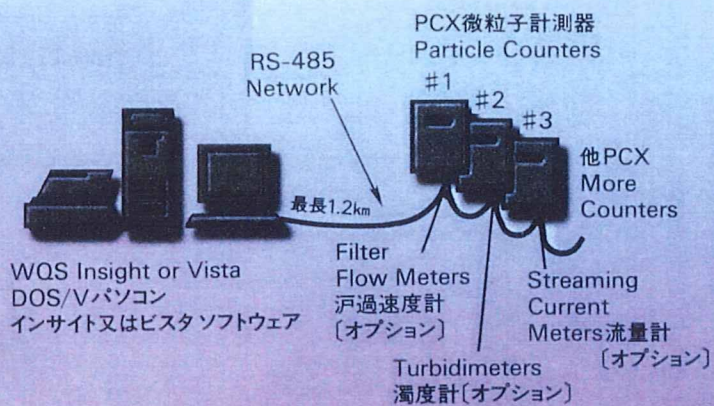 PCX微粒子計測器
Particle Counters
RS-485
Network
#1
#2
#3
他PCX
More
Counters
最長1.2km
WQS Insight or Vista
DOS/Vパソコン
インサイト又はビスタ ソフトウェア
Filter
Flow Meters
沪過速度計
〔オプション〕
Streaming
Current
Meters流量計
〔オプション〕
Turbidimeters
濁度計〔オプション〕